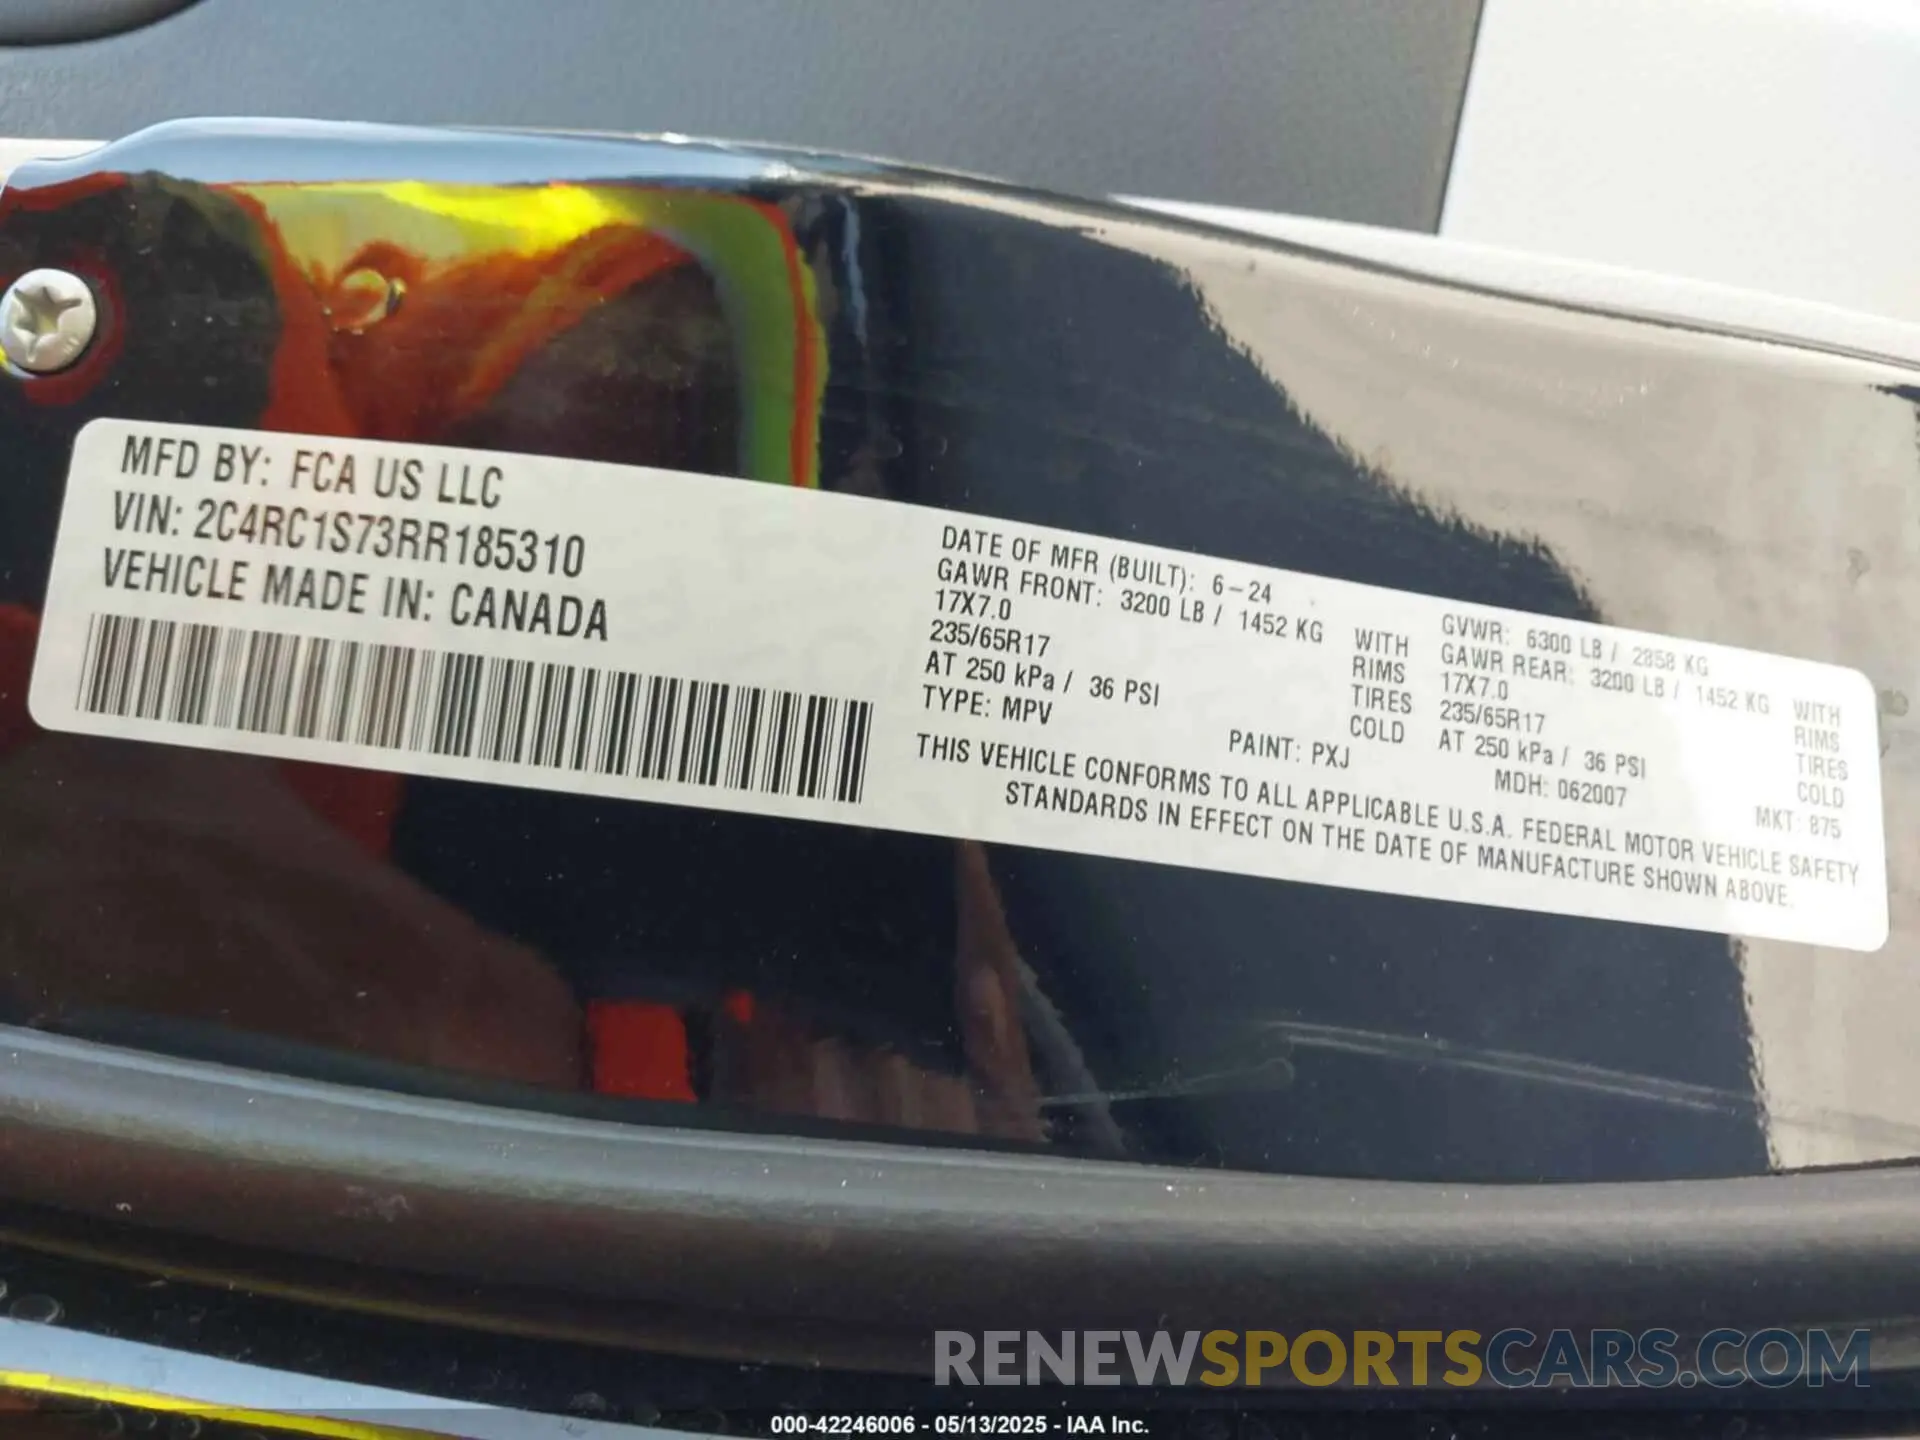 MFD BY: FCA US LLC
VIN: 2C4RC1S73RR185310
VEHICLE MADE IN: CANADA
DATE OF MFR (BUILT): 6-24
GVWR: 6300 LB / 2858 KG
GAWR FRONT: 3200 LB / 1452 KG WITH
17X7.0 RIMS
235/65R17 TIRES
AT 250 kPa / 36 PSI COLD
GAWR REAR: 3200 LB / 1452 KG WITH
17X7.0 RIMS
235/65R17 TIRES
AT 250 kPa / 36 PSI COLD
TYPE: MPV PAINT: PXJ MDH: 062007 MKT: 875
THIS VEHICLE CONFORMS TO ALL APPLICABLE U.S.A. FEDERAL MOTOR VEHICLE SAFETY
STANDARDS IN EFFECT ON THE DATE OF MANUFACTURE SHOWN ABOVE.
RENEWSPORTSCARS.COM
000-42246006 - 05/13/2025 - IAA Inc.